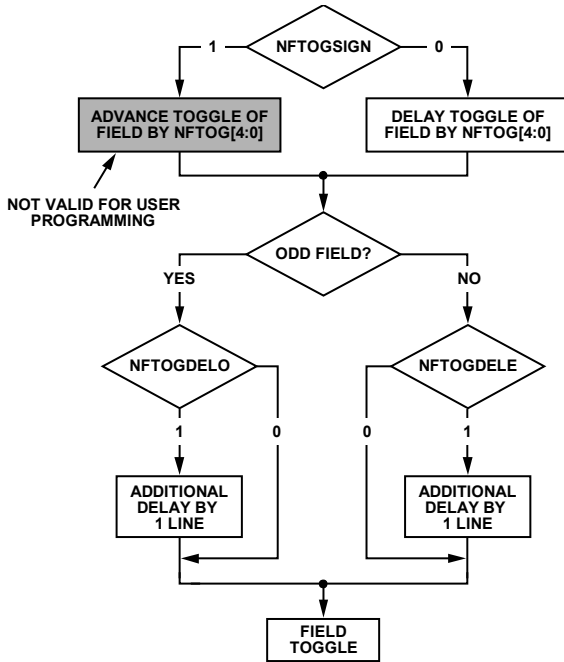 NFTOGSIGN
1
0
ADVANCE TOGGLE OF
FIELD BY NFTOG[4:0]
DELAY TOGGLE OF
FIELD BY NFTOG[4:0]
NOT VALID FOR USER
PROGRAMMING
ODD FIELD?
YES
NO
NFTOGDELO
NFTOGDELE
1
0
0
1
ADDITIONAL
DELAY BY
1 LINE
ADDITIONAL
DELAY BY
1 LINE
FIELD
TOGGLE